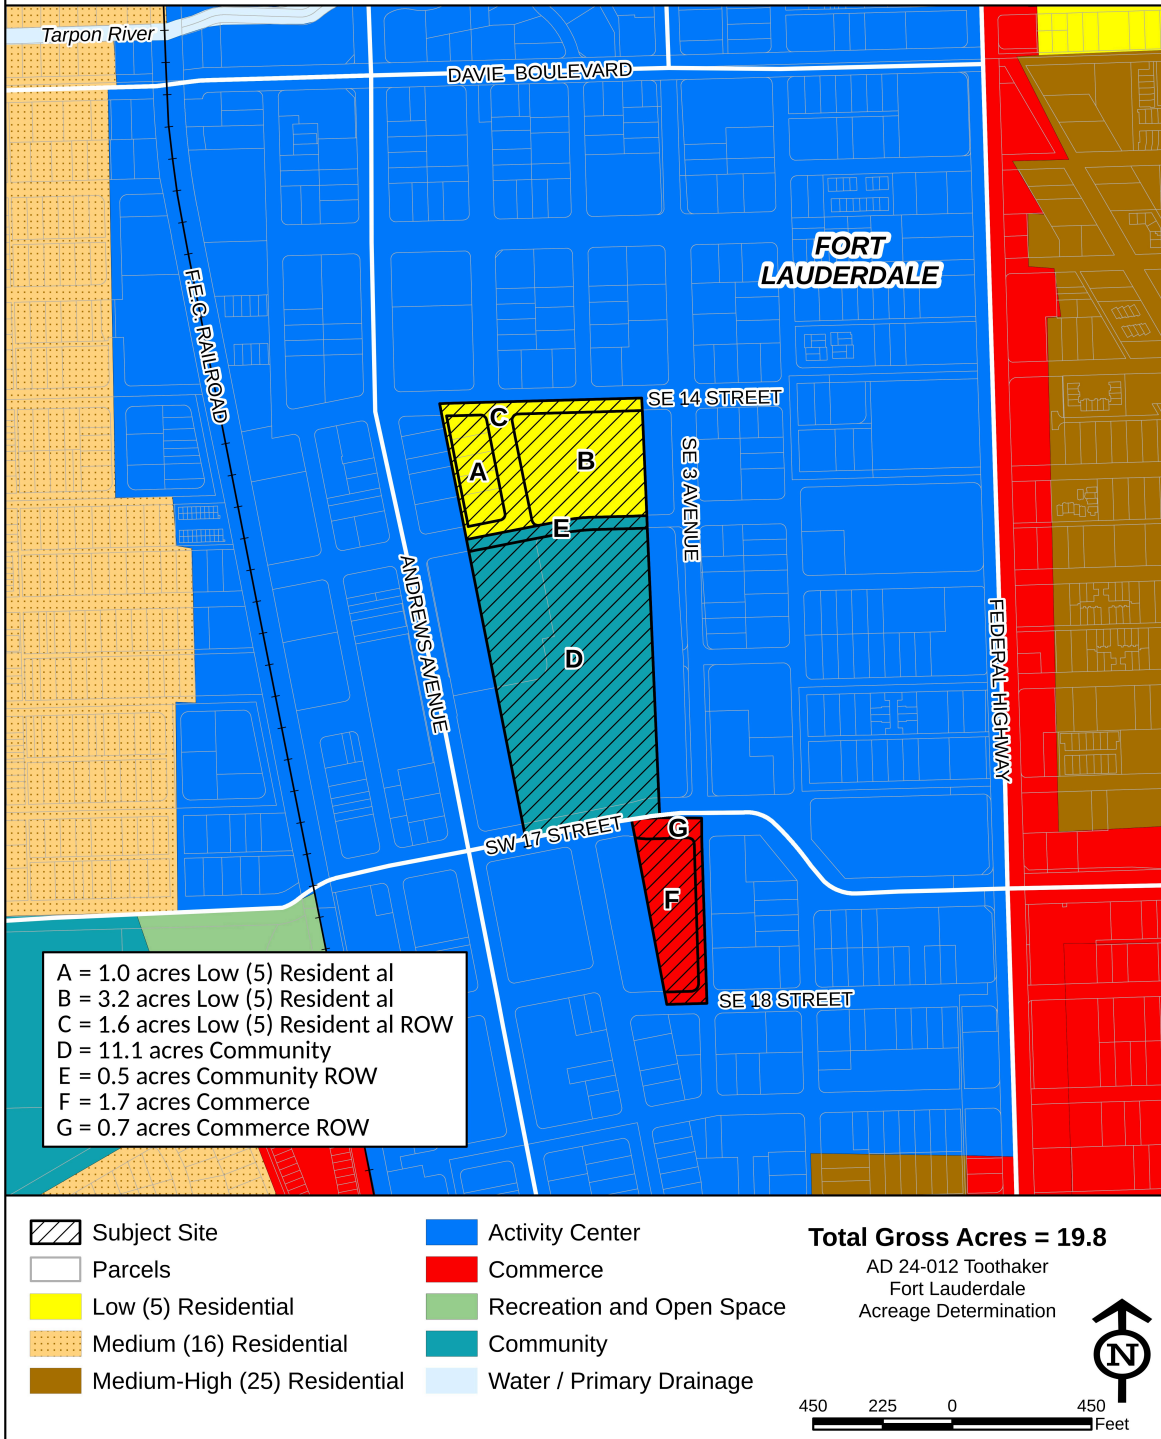 Tarpon River
DAVIE BOULEVARD
FORT
LAUDERDALE
F.E.C. RAILROAD
SE 14 STREET
C
A
B
SE 3 AVENUE
E
ANDREWS AVENUE
FEDERAL HIGHWAY
D
SW 17 STREET
G
F
SE 18 STREET
A = 1.0 acres Low (5) Resident al
B = 3.2 acres Low (5) Resident al
C = 1.6 acres Low (5) Resident al ROW
D = 11.1 acres Community
E = 0.5 acres Community ROW
F = 1.7 acres Commerce
G = 0.7 acres Commerce ROW
Subject Site
Parcels
Low (5) Residential
Medium (16) Residential
Medium-High (25) Residential
Activity Center
Commerce
Recreation and Open Space
Community
Water / Primary Drainage
Total Gross Acres = 19.8
AD 24-012 Toothaker
Fort Lauderdale
Acreage Determination
N
450 225 0 450
Feet